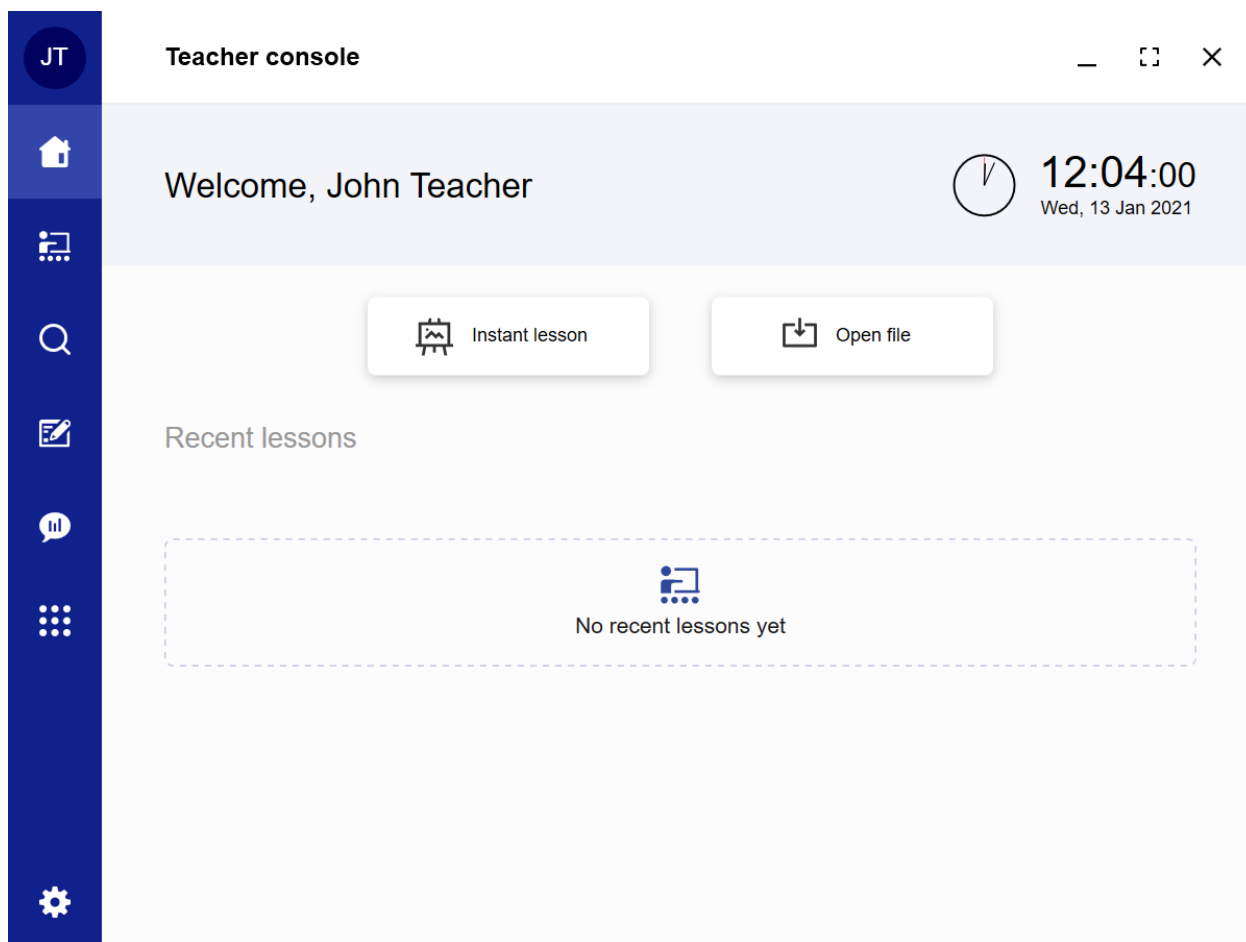 JT
Teacher console
Welcome, John Teacher
12:04:00
Wed, 13 Jan 2021
Instant lesson
Open file
Recent lessons
No recent lessons yet